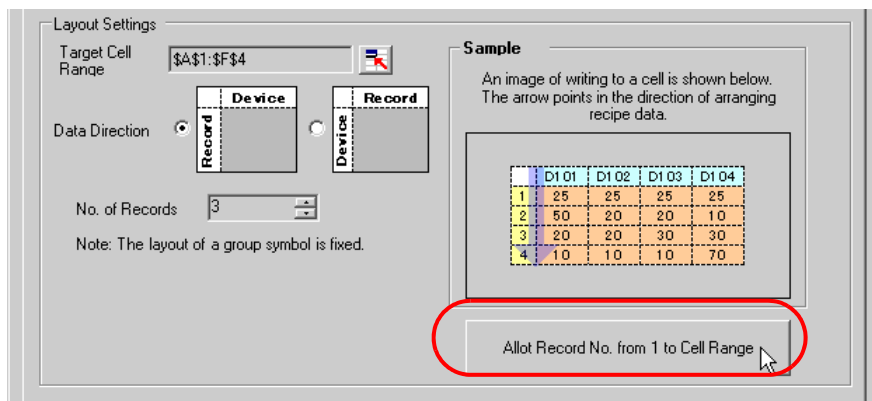 Layout Settings
Target Cell
Range
$A$1:$F$4
Data Direction
Device
Record
Record
Device
No. of Records
3
Note: The layout of a group symbol is fixed.
Sample
An image of writing to a cell is shown below.
The arrow points in the direction of arranging
recipe data.
D101 D102 D103 D104
1 25 25 25 25
2 50 20 20 10
3 20 20 30 30
4 10 10 10 70
Allot Record No. from 1 to Cell Range